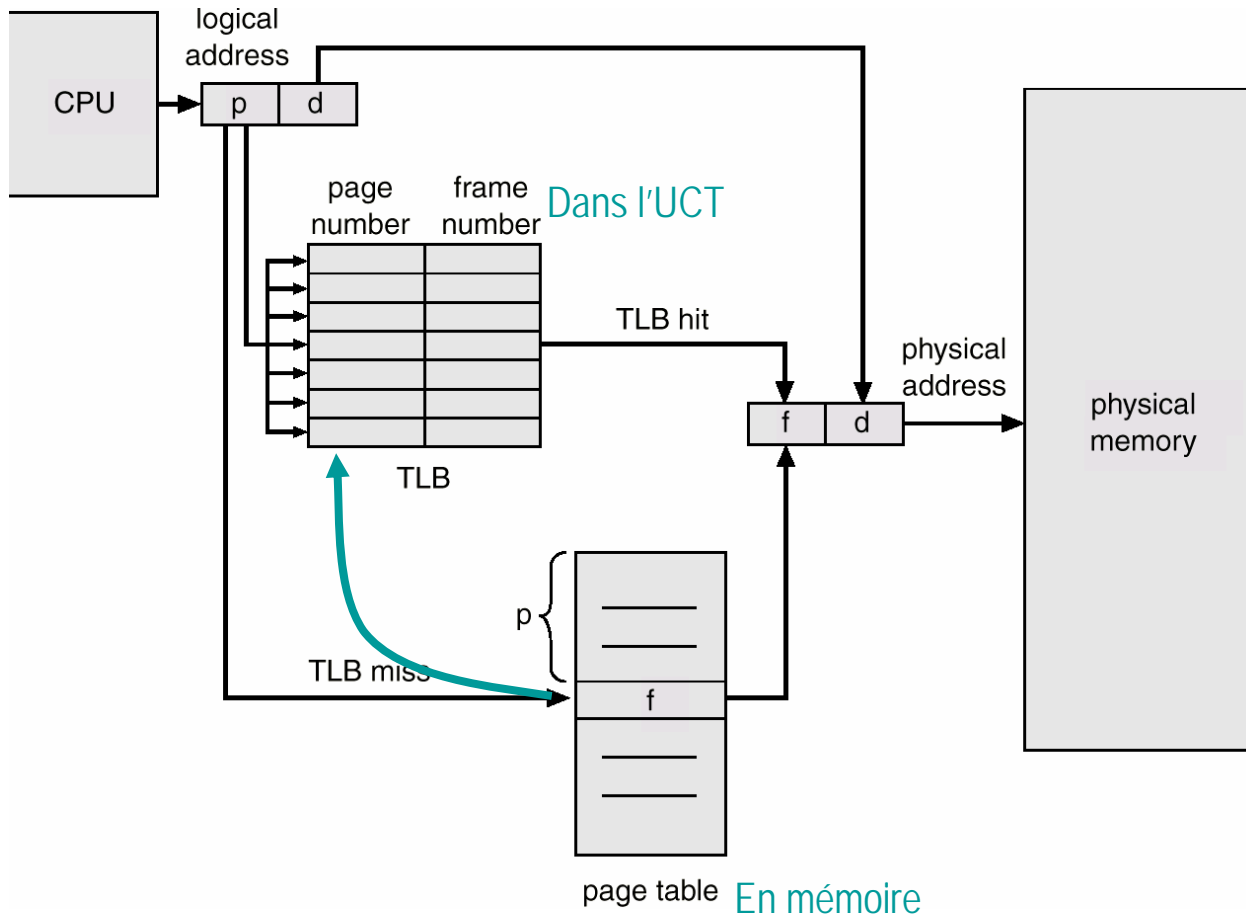 logical
address
CPU
p
d
page
number
frame
number
Dans l'UCT
TLB hit
physical
address
f
d
physical
memory
TLB
p
TLB miss
f
page table
En mémoire